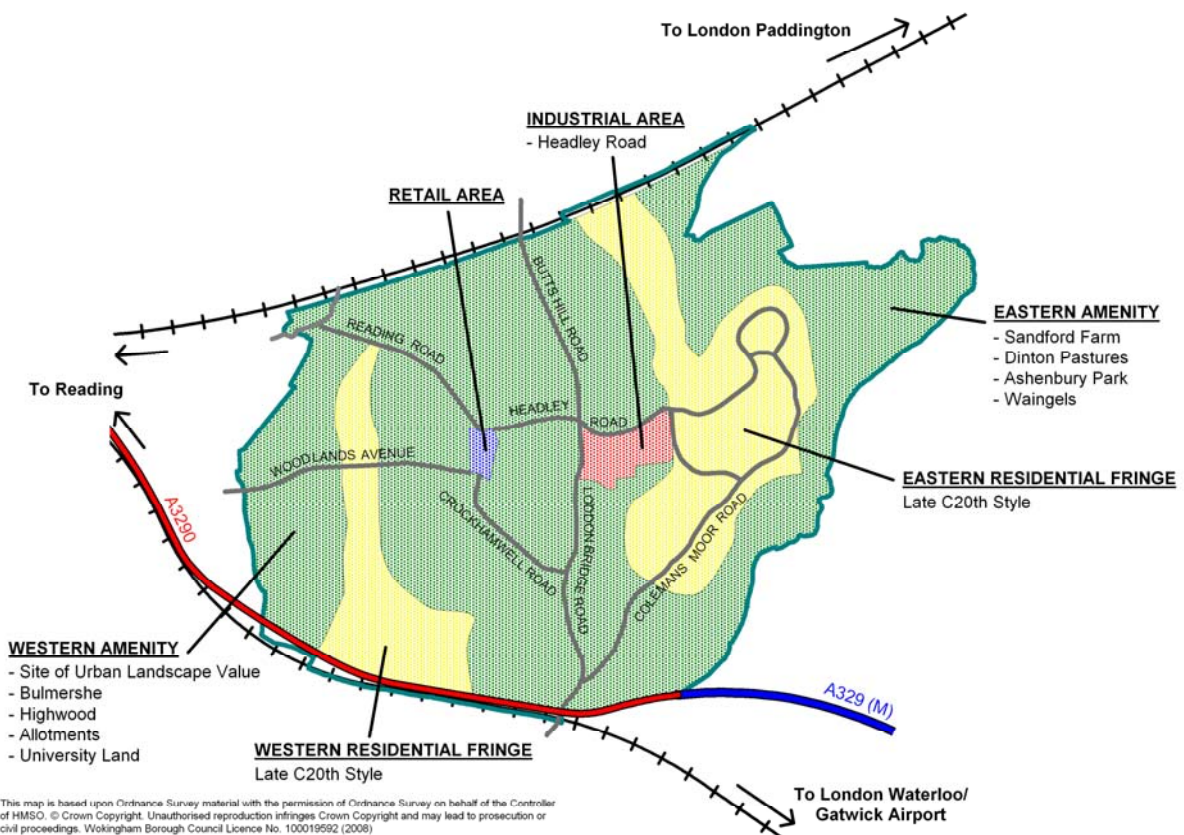 To London Paddington
INDUSTRIAL AREA
- Headley Road
RETAIL AREA
BUTTS HILL ROAD
READING ROAD
EASTERN AMENITY
- Sandford Farm
- Dinton Pastures
- Ashenbury Park
- Waingels
To Reading
HEADLEY ROAD
WOODLANDS AVENUE
EASTERN RESIDENTIAL FRINGE
Late C20th Style
A3290
CROCKHAMWELL ROAD
LODDON BRIDGE ROAD
COLEMANS MOOR ROAD
WESTERN AMENITY
- Site of Urban Landscape Value
- Bulmershe
- Highwood
- Allotments
- University Land
A329 (M)
WESTERN RESIDENTIAL FRINGE
Late C20th Style
To London Waterloo/
Gatwick Airport
This map is based upon Ordnance Survey material with the permission of Ordnance Survey on behalf of the Controller
of HMSO. © Crown Copyright. Unauthorised reproduction infringes Crown Copyright and may lead to prosecution or
civil proceedings. Wokingham Borough Council Licence No. 100019592 (2008)